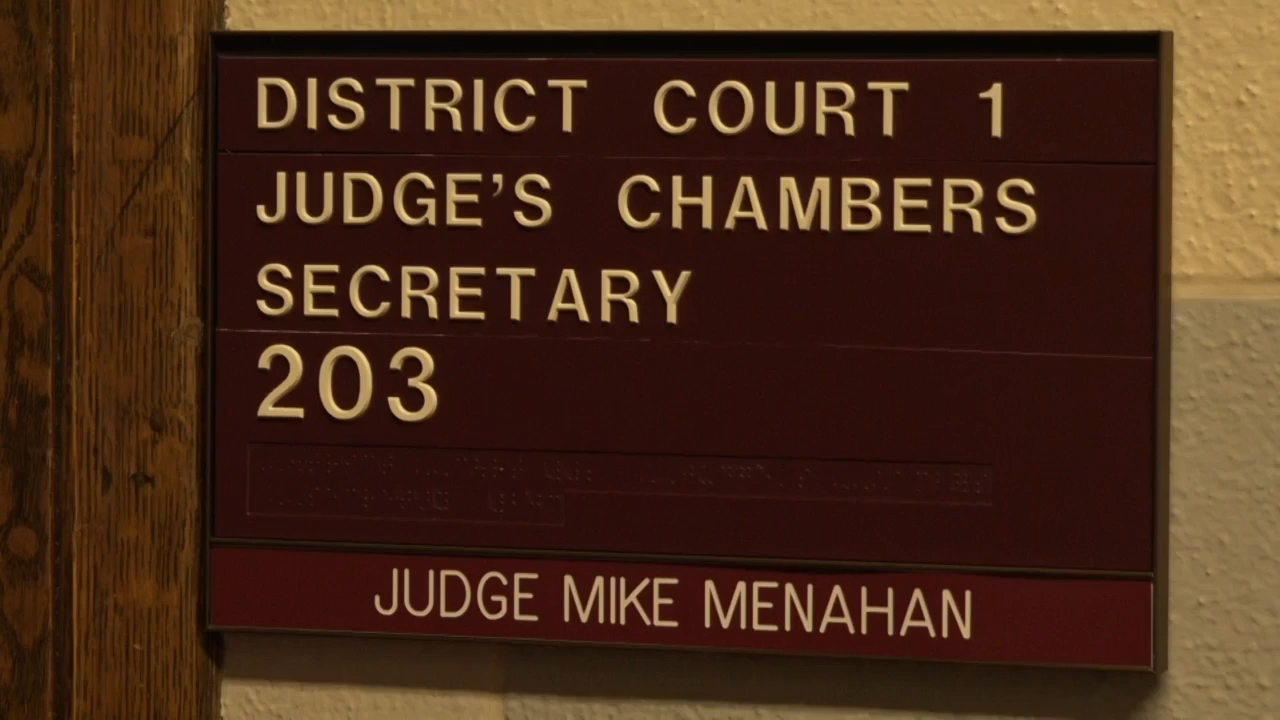 DISTRICT COURT 1
JUDGE'S CHAMBERS
SECRETARY
203
JUDGE MIKE MENAHAN